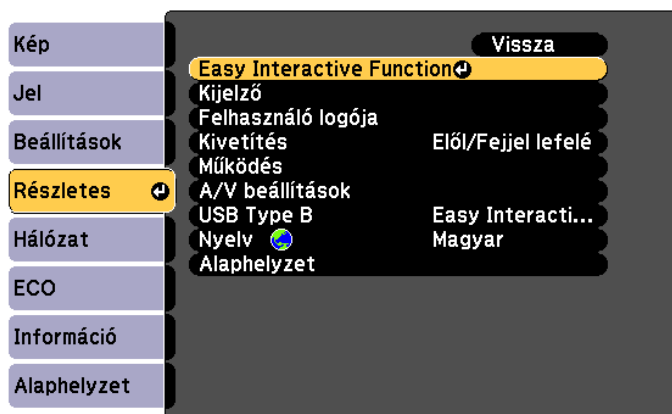 Kép
Jel
Beállítások
Részletes
Hálózat
ECO
Információ
Alaphelyzet
Vissza
Easy Interactive Function
Kijelző
Felhasználó logója
Kivetítés Elől/Fejjel lefelé
Működés
A/V beállítások
USB Type B Easy Interacti...
Nyelv Magyar
Alaphelyzet